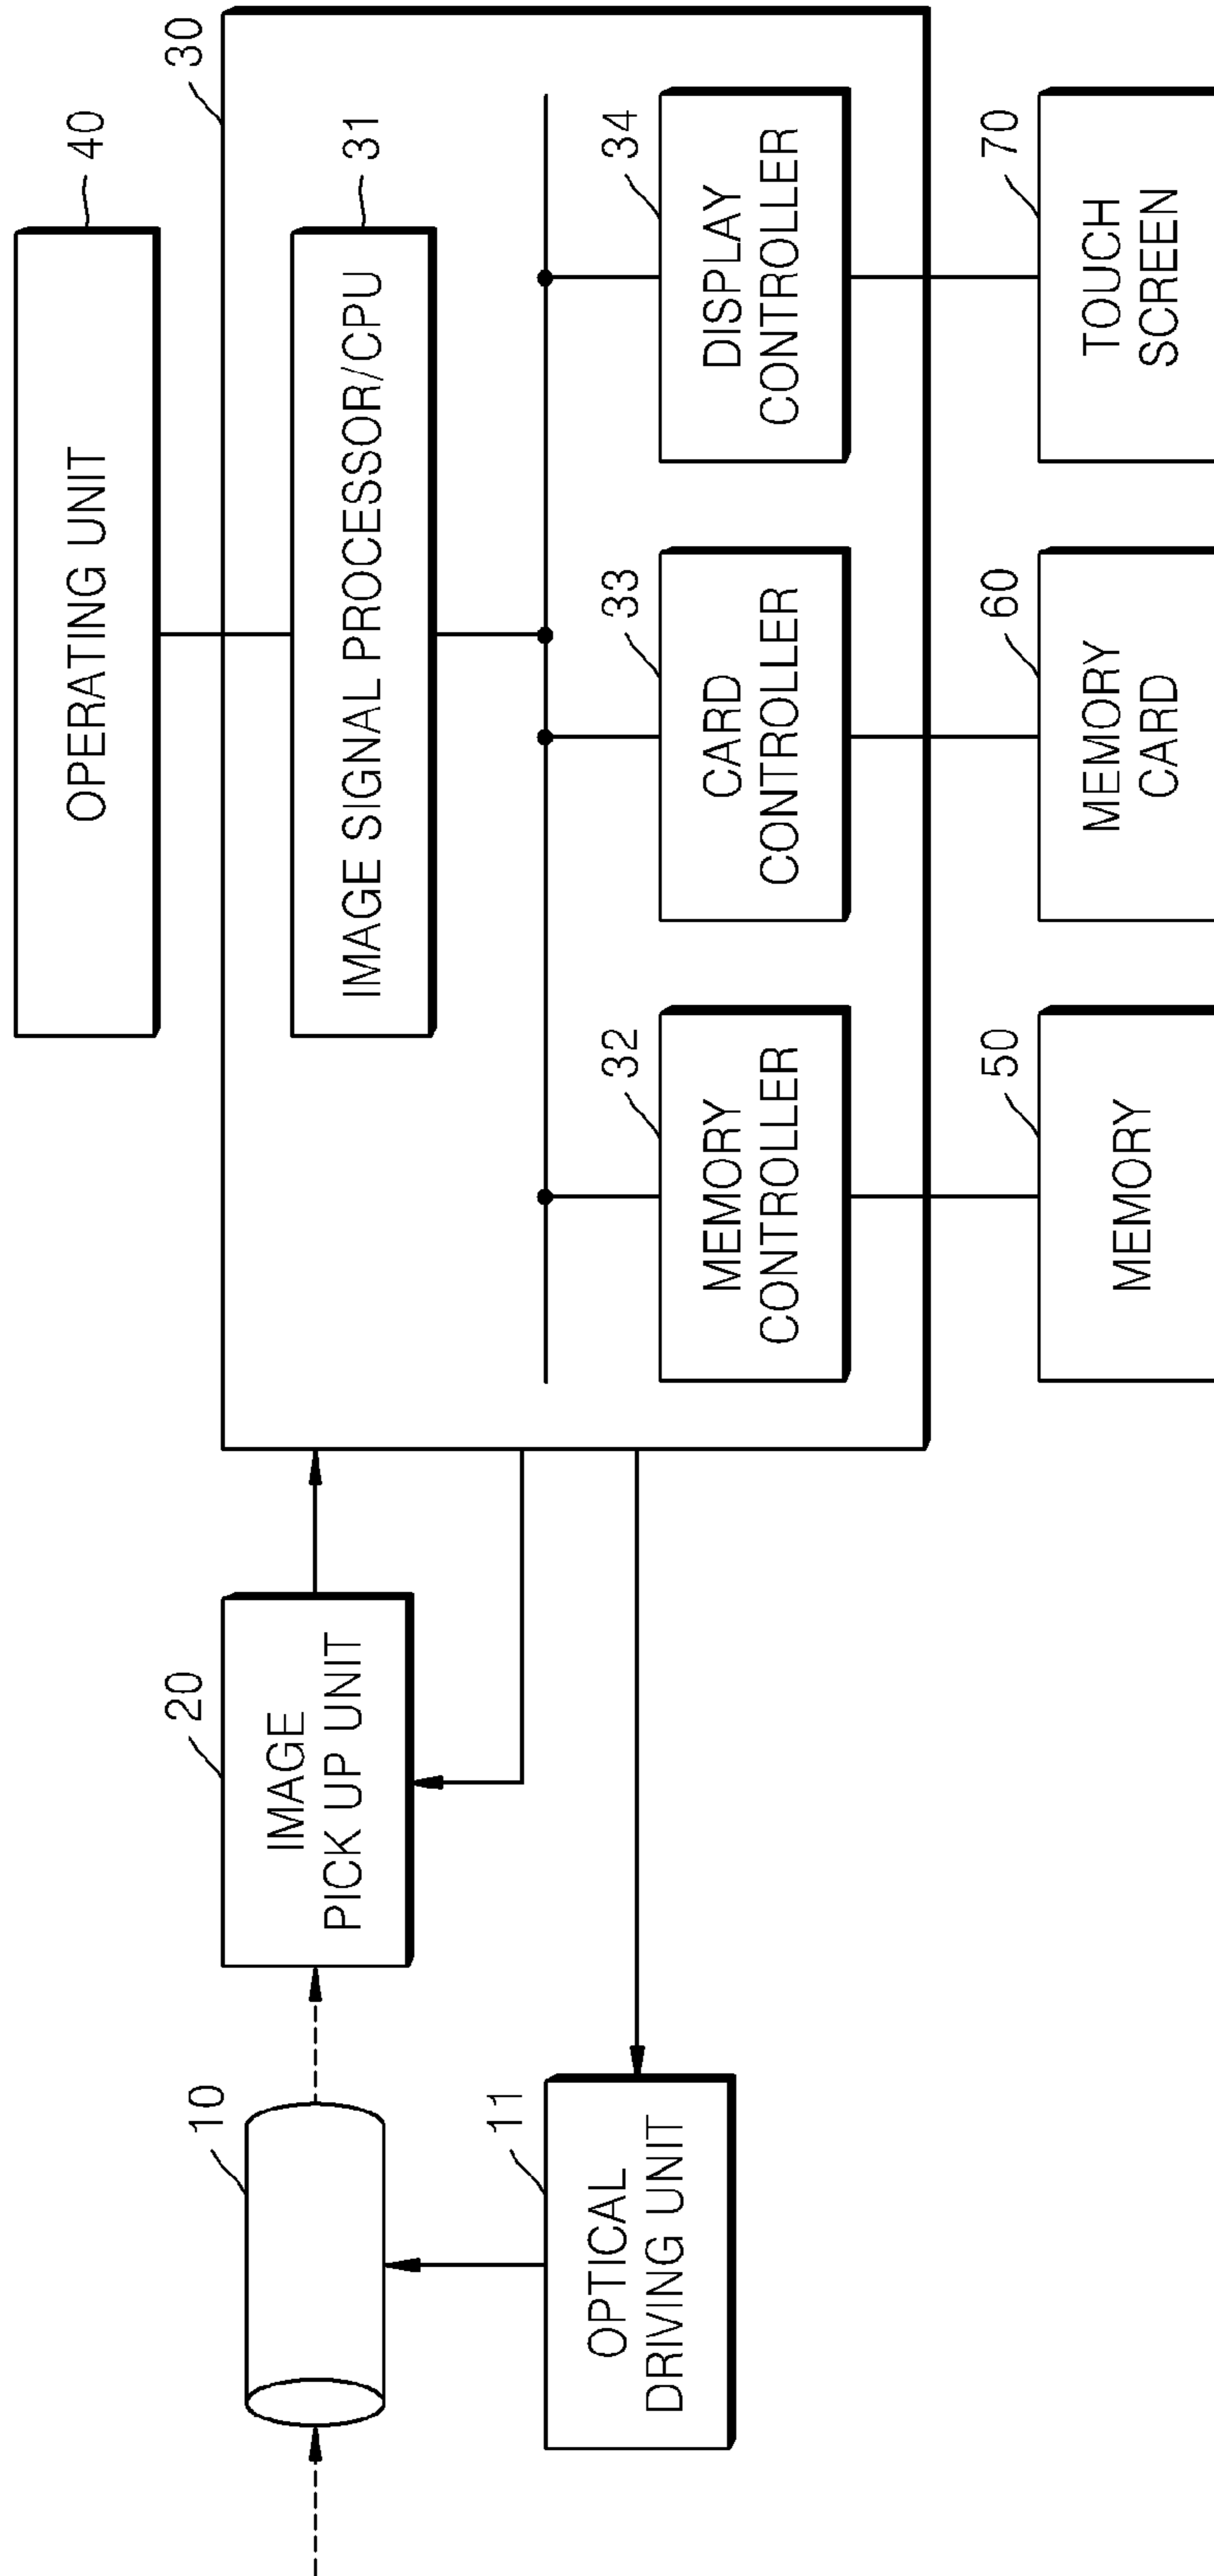 40
OPERATING UNIT
30
31
IMAGE SIGNAL PROCESSOR/CPU
20
IMAGE
PICK UP UNIT
10
11
OPTICAL
DRIVING UNIT
32
MEMORY
CONTROLLER
33
CARD
CONTROLLER
34
DISPLAY
CONTROLLER
50
MEMORY
60
MEMORY
CARD
70
TOUCH
SCREEN